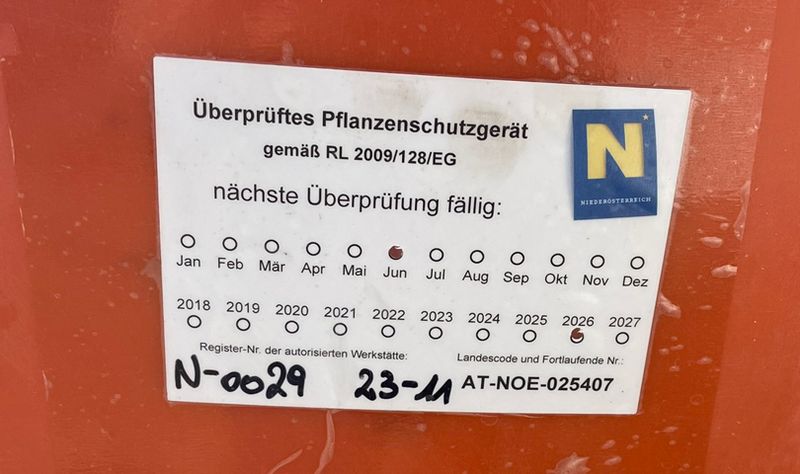 Überprüftes Pflanzenschutzgerät
gemäß RL 2009/128/EG
N
NIEDERÖSTERREICH
nächste Überprüfung fällig:
Jan Feb Mär Apr Mai Jun Jul Aug Sep Okt Nov Dez
2018 2019 2020 2021 2022 2023 2024 2025 2026 2027
Register-Nr. der autorisierten Werkstätte: Landescode und Fortlaufende Nr.:
N-0029 23-11 AT-NOE-025407